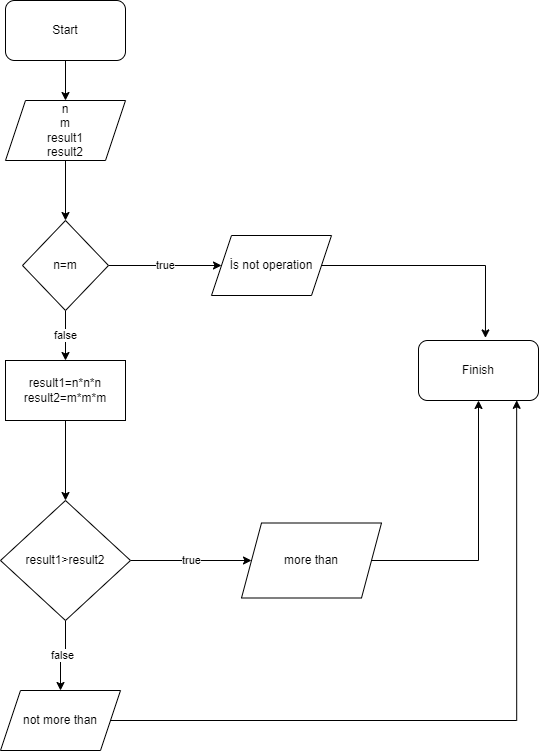 Start
n
m
result1
result2
n=m
true
İs not operation
false
result1=n*n*n
result2=m*m*m
Finish
result1>result2
true
more than
false
not more than